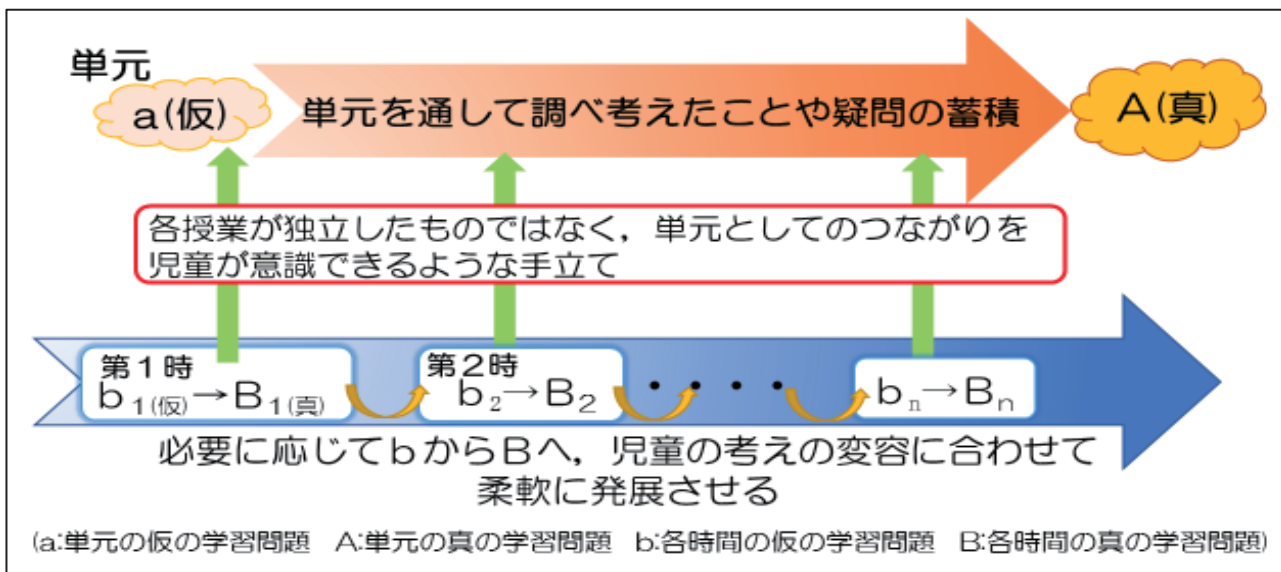 単元
a(仮)
単元を通して調べ考えたことや疑問の蓄積
A(真)
各授業が独立したものではなく，単元としてのつながりを
児童が意識できるような手立て
第1時
b1(仮)→B1(真)
第2時
b2→B2
・・・・
bn→Bn
必要に応じてbからBへ，児童の考えの変容に合わせて
柔軟に発展させる
(a:単元の仮の学習問題　A:単元の真の学習問題　b:各時間の仮の学習問題　B:各時間の真の学習問題)